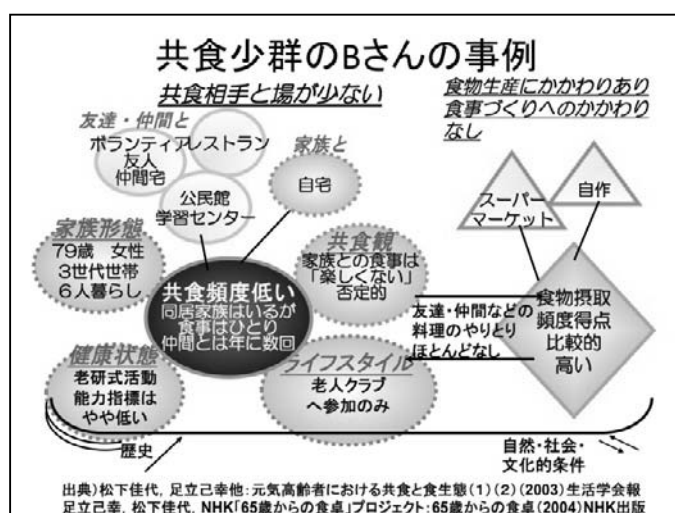 共食少群のBさんの事例
共食相手と場が少ない
食物生産にかかわりあり
食事づくりへのかかわり
なし
友達・仲間と
ボランティア
友人
仲間宅
レストラン
公民館
学習センター
家族と
自宅
スーパー
マーケット
自作
家族形態
79歳 女性
3世代世帯
6人暮らし
共食頻度低い
同居家族はいるが
食事はひとり
仲間とは年に数回
共食観
家族との食事は
「楽しくない」
否定的
友達・仲間などの
料理のやりとり
ほとんどなし
食物摂取
頻度得点
比較的
高い
健康状態
老研式活動
能力指標は
やや低い
ライフスタイル
老人クラブ
へ参加のみ
歴史
自然・社会・
文化的条件
出典)松下佳代,足立己幸他:元気高齢者における共食と食生態(1)(2)(2003)生活学会報
足立己幸,松下佳代,NHK「65歳からの食卓」プロジェクト:65歳からの食卓(2004)NHK出版